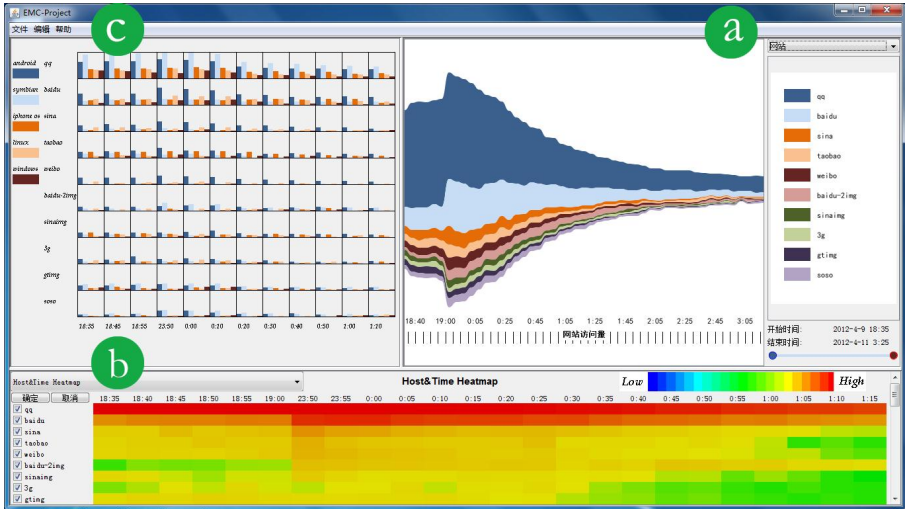 EMC-Project
文件 编辑 帮助
c
a
android
symbian
iphone os
linux
windows
qq
baidu
sina
taobao
weibo
baidu-2img
sinaimg
3g
gtimg
soso
18:35 18:45 18:55 23:50 0:00 0:10 0:20 0:30 0:40 0:50 1:00 1:20
18:40 19:00 0:05 0:25 0:45 1:05 1:25 1:45 2:05 2:25 2:45 3:05
网站访问量
网站
qq
baidu
sina
taobao
weibo
baidu-2img
sinaimg
3g
gtimg
soso
开始时间: 2012-4-9 18:35
结束时间: 2012-4-11 3:25
b
Host&Time Heatmap
Host&Time Heatmap
Low High
确定 取消 18:35 18:40 18:45 18:50 18:55 19:00 23:50 23:55 0:00 0:05 0:10 0:15 0:20 0:25 0:30 0:35 0:40 0:45 0:50 0:55 1:00 1:05 1:10 1:15
qq
baidu
sina
taobao
weibo
baidu-2img
sinaimg
3g
gtimg